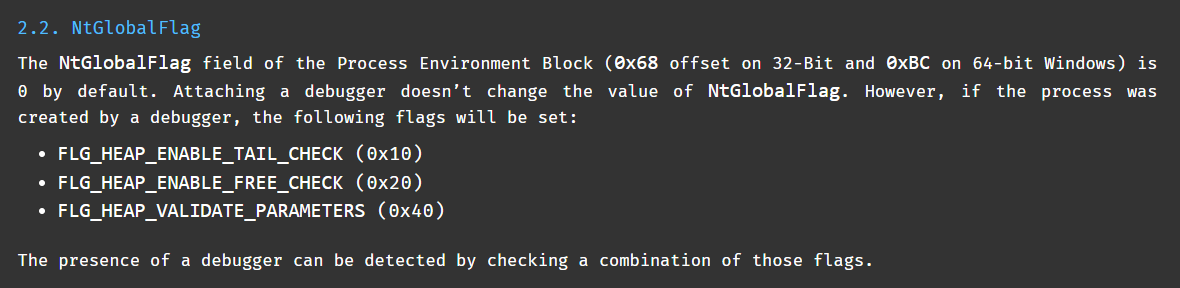 2.2. NtGlobalFlag
The NtGlobalFlag field of the Process Environment Block (0x68 offset on 32-Bit and 0xBC on 64-bit Windows) is
0 by default. Attaching a debugger doesn’t change the value of NtGlobalFlag. However, if the process was
created by a debugger, the following flags will be set:
• FLG_HEAP_ENABLE_TAIL_CHECK (0x10)
• FLG_HEAP_ENABLE_FREE_CHECK (0x20)
• FLG_HEAP_VALIDATE_PARAMETERS (0x40)
The presence of a debugger can be detected by checking a combination of those flags.